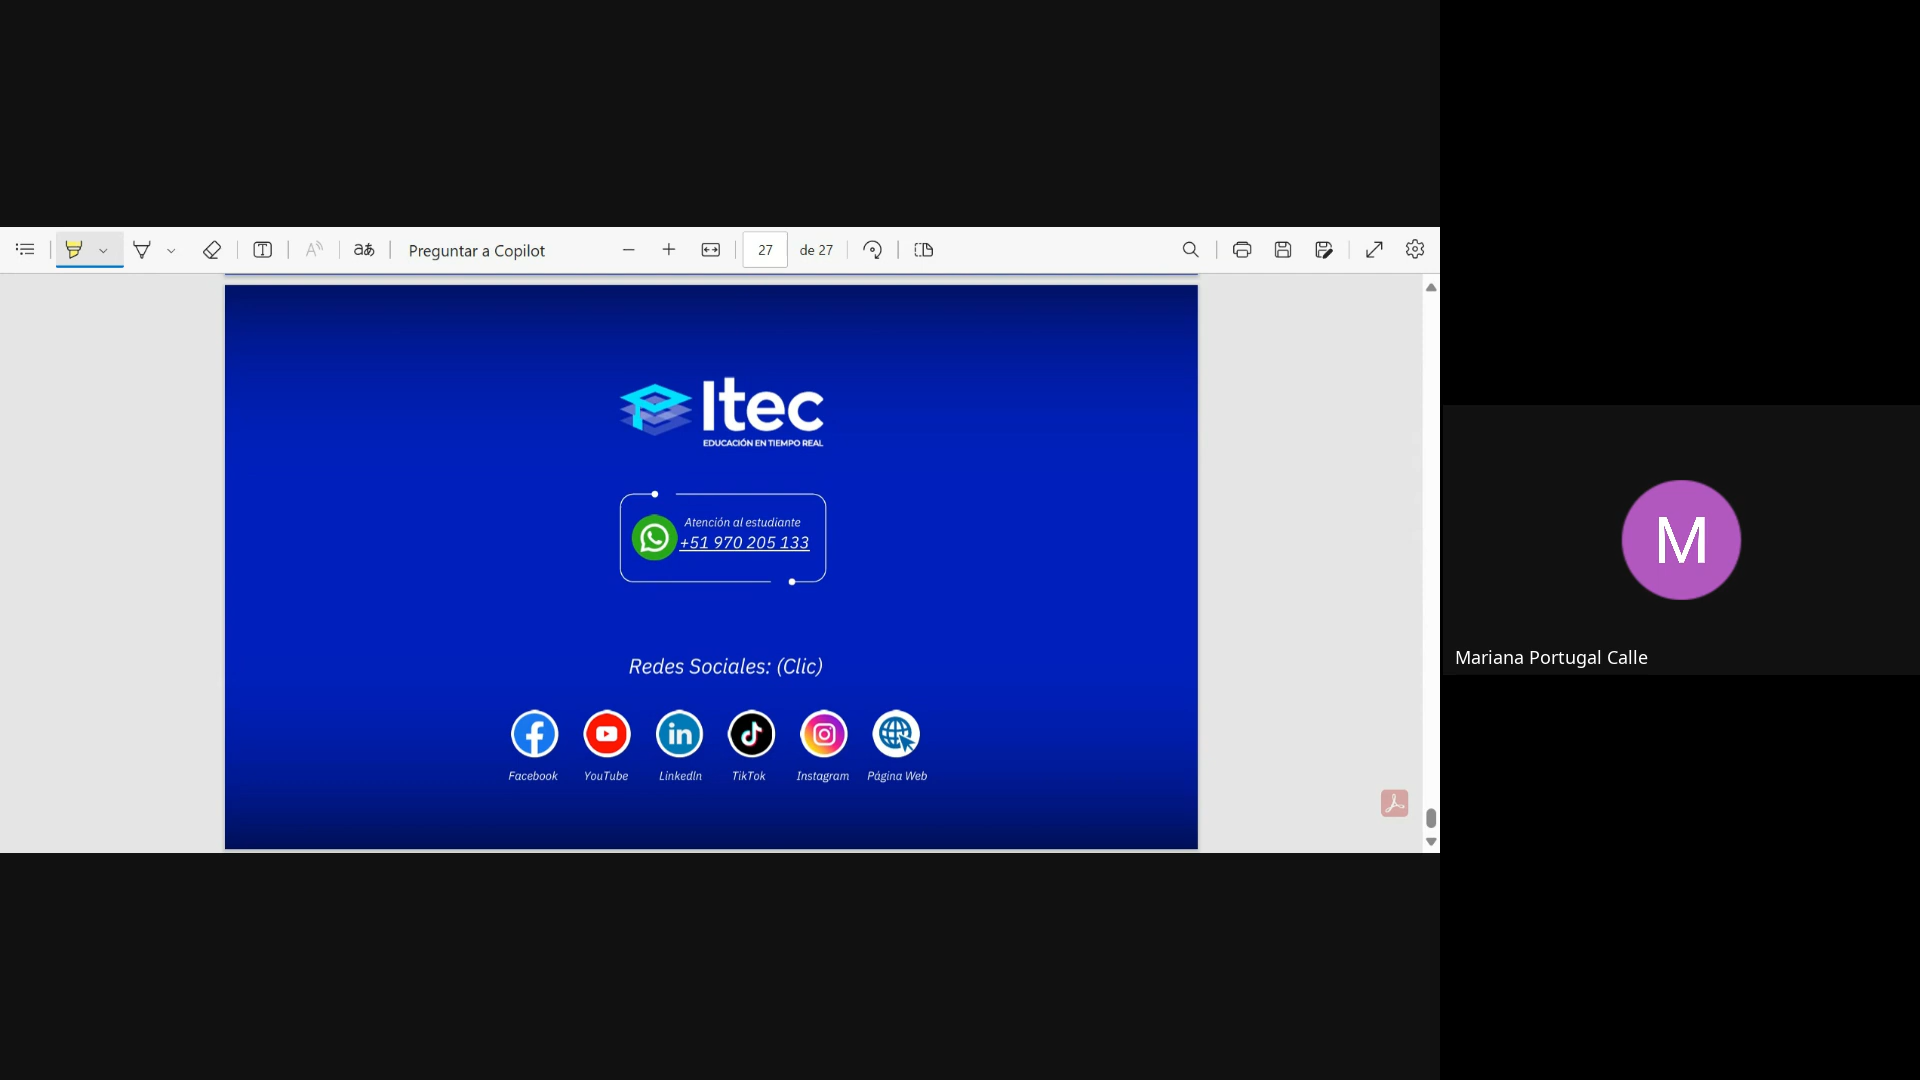 Preguntar a Copilot
27 de 27
Itec
EDUCACIÓN EN TIEMPO REAL
Atención al estudiante
+51 970 205 133
Redes Sociales: (Clic)
Facebook YouTube LinkedIn TikTok Instagram Página Web
M
Mariana Portugal Calle